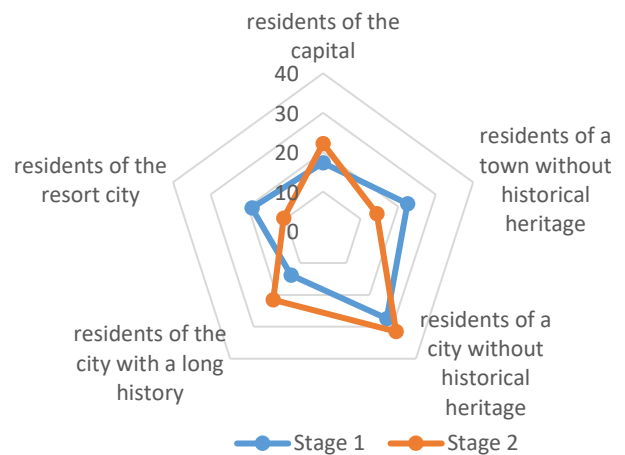 residents of the
capital
40
30
20
10
0
residents of a
town without
historical
heritage
residents of a
city without
historical
heritage
residents of the
city with a long
history
residents of the
resort city
Stage 1
Stage 2